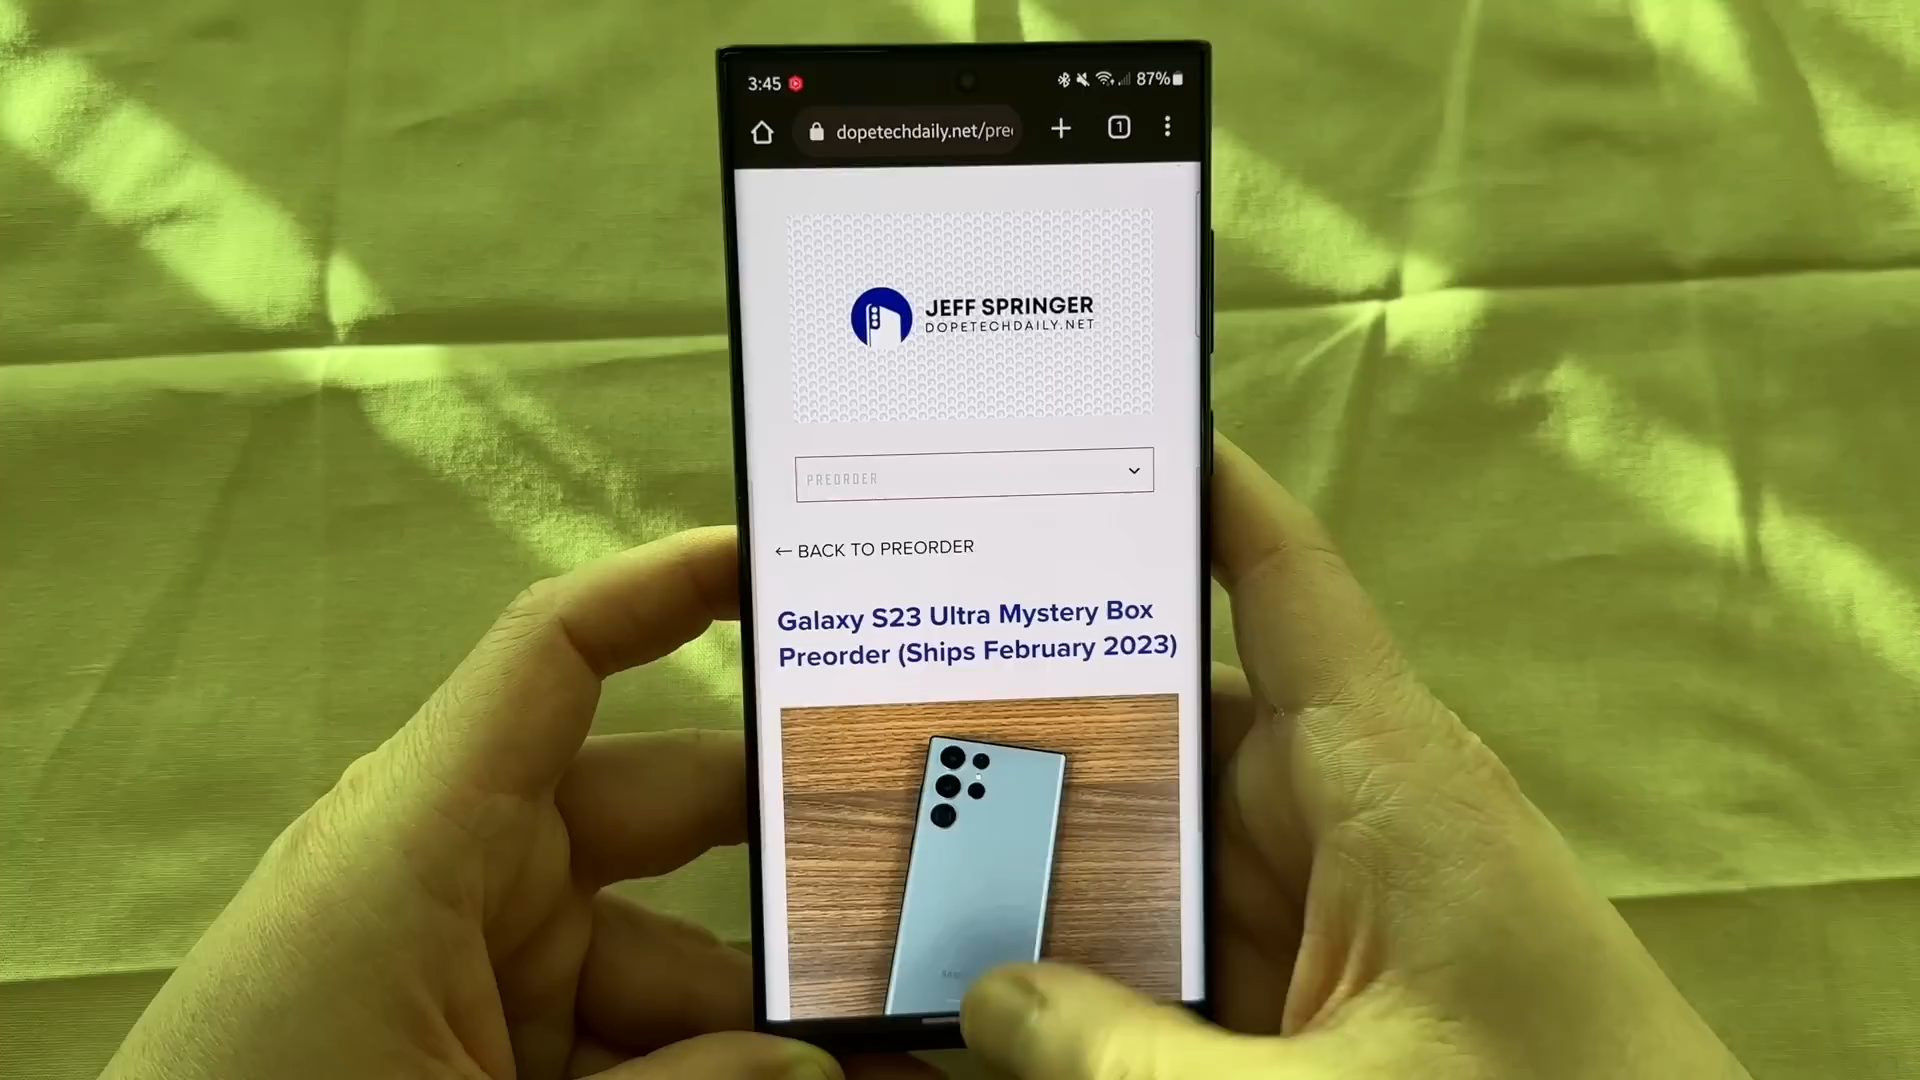 3:45
87%
dopetechdaily.net/pre
1
JEFF SPRINGER
DOPETECHDAILY.NET
PREORDER
← BACK TO PREORDER
Galaxy S23 Ultra Mystery Box
Preorder (Ships February 2023)